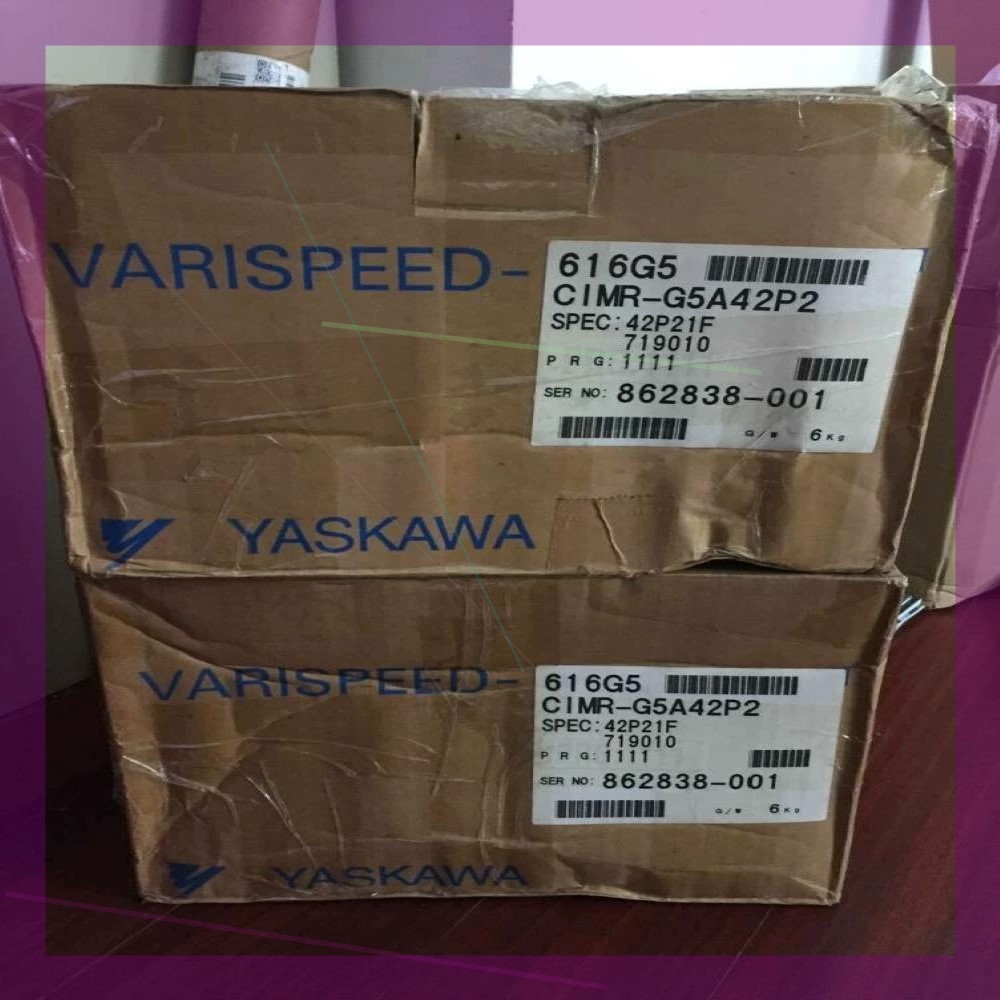 VARISPEED-
616G5
CIMR-G5A42P2
SPEC: 42P21F
719010
PRG: 1111
SER NO: 862838-001
G/W 6Kg
YASKAWA
VARISPEED-
616G5
CIMR-G5A42P2
SPEC: 42P21F
719010
PRG: 1111
SER NO: 862838-001
G/W 6Kg
YASKAWA